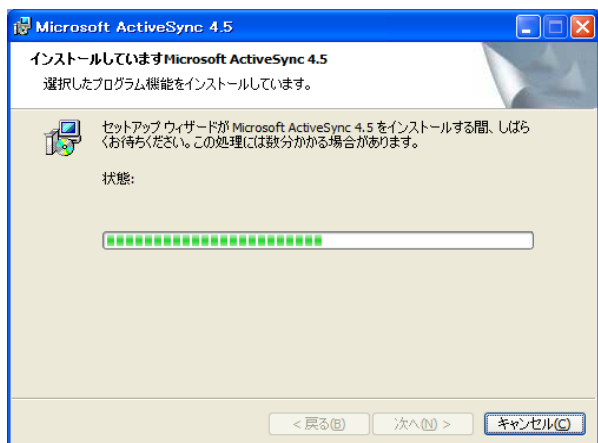 Microsoft ActiveSync 4.5
インストールしていますMicrosoft ActiveSync 4.5
選択したプログラム機能をインストールしています。
セットアップ ウィザードが Microsoft ActiveSync 4.5 をインストールする間、しばら
くお待ちください。この処理には数分かかる場合があります。
状態:
< 戻る(B) 次へ(N) > キャンセル(C)